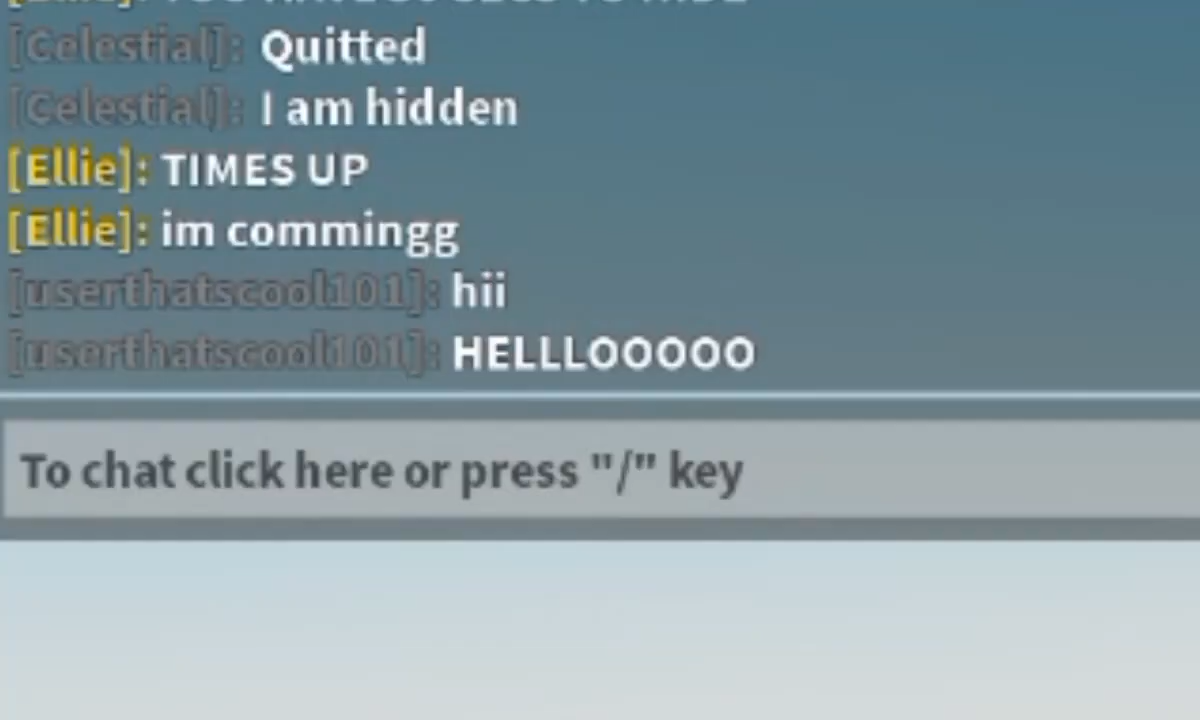 [Celestial]: Quitted
[Celestial]: I am hidden
[Ellie]: TIMES UP
[Ellie]: im commingg
[userthatscool101]: hii
[userthatscool101]: HELLLOOOOO
To chat click here or press "/" key